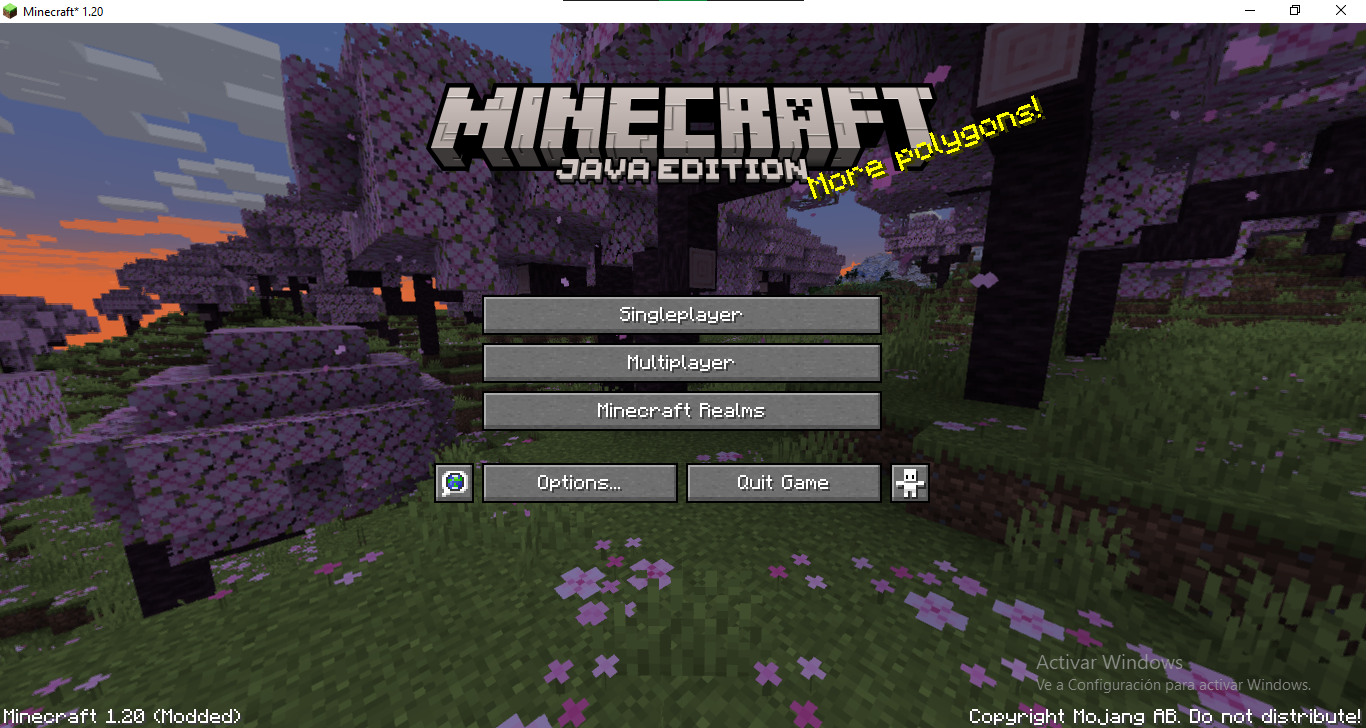 Minecraft* 1.20
MINECRAFT
JAVA EDITION
More polygons!
Singleplayer
Multiplayer
Minecraft Realms
Options...
Quit Game
Activar Windows
Ve a Configuración para activar Windows.
Minecraft 1.20 (Modded)
Copyright Mojang AB. Do not distribute!